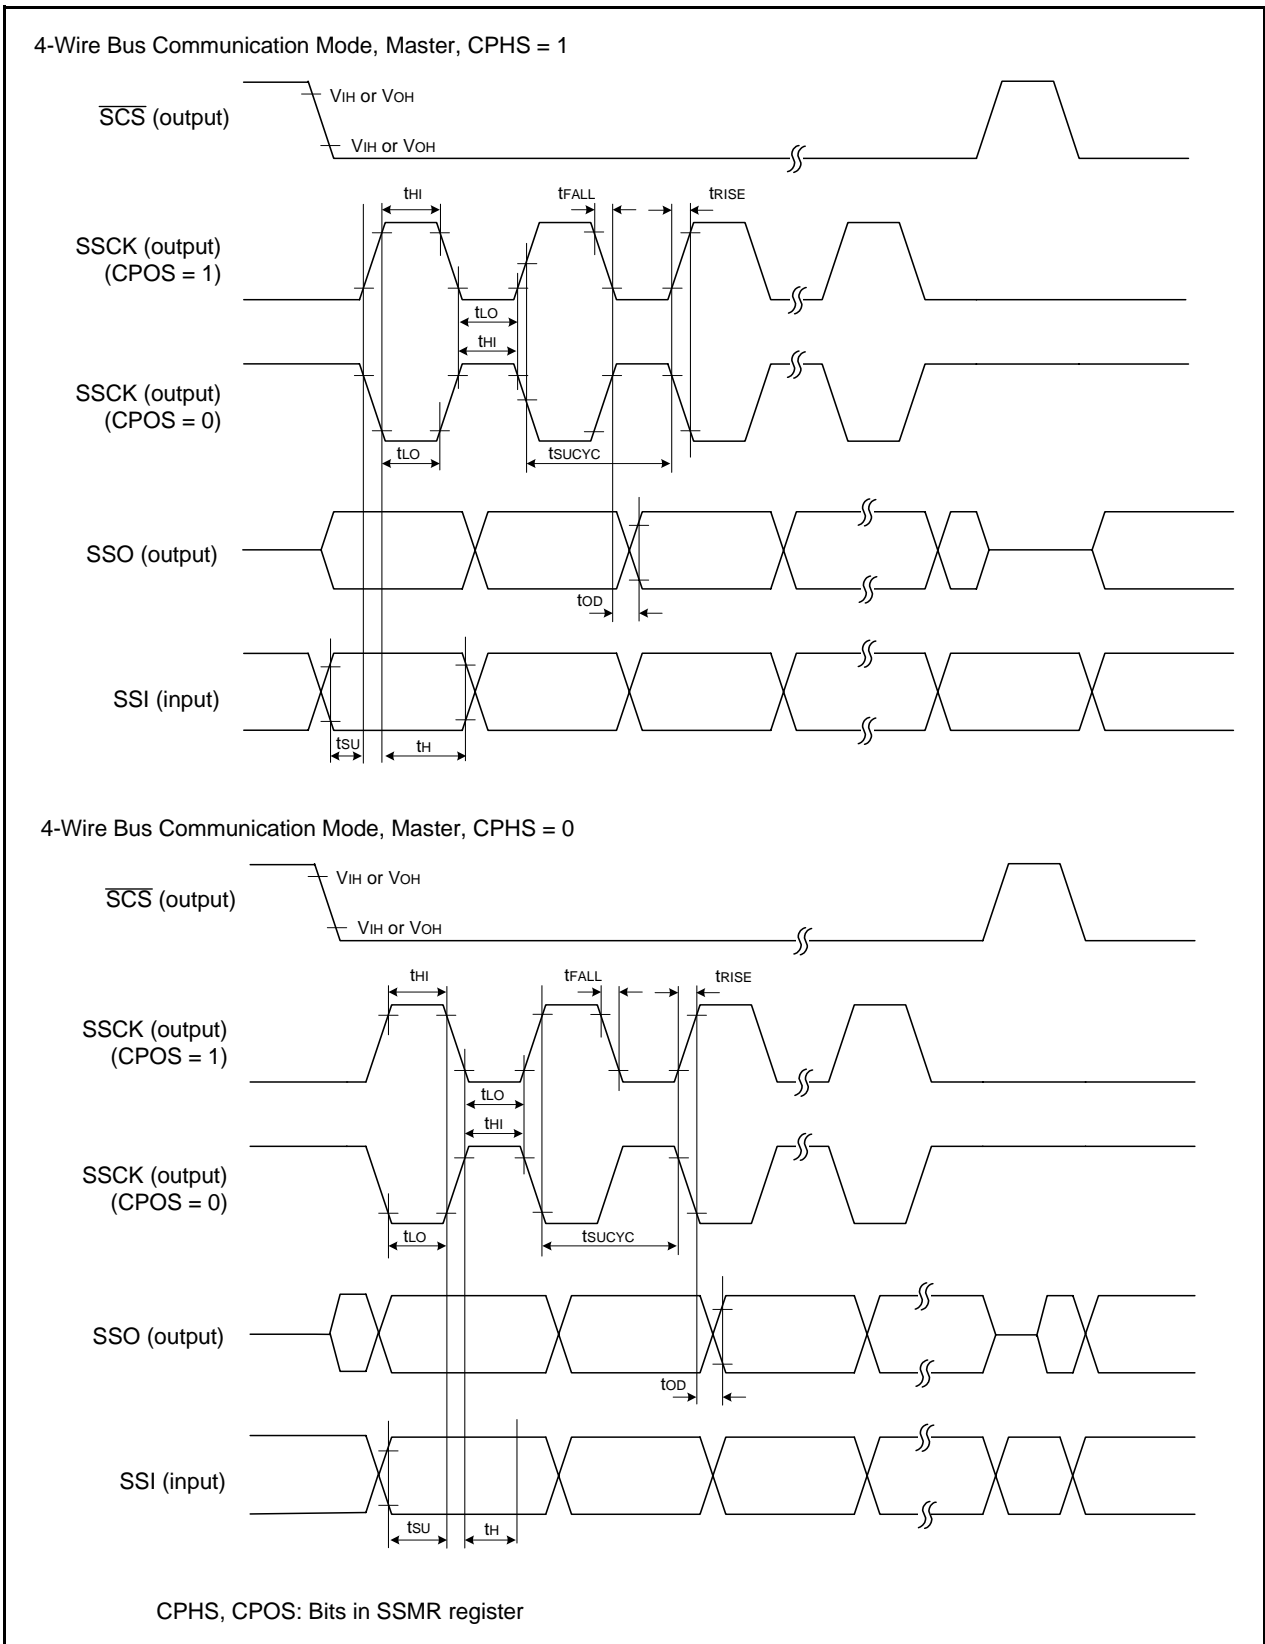 4-Wire Bus Communication Mode, Master, CPHS = 1
VIH or VOH
SCS (output)
VIH or VOH
tHI
tFALL
tRISE
SSCK (output)
(CPOS = 1)
tLO
tHI
SSCK (output)
(CPOS = 0)
tLO
tSUCYC
SSO (output)
tOD
SSI (input)
tSU
tH
4-Wire Bus Communication Mode, Master, CPHS = 0
VIH or VOH
SCS (output)
VIH or VOH
tHI
tFALL
tRISE
SSCK (output)
(CPOS = 1)
tLO
tHI
SSCK (output)
(CPOS = 0)
tLO
tSUCYC
SSO (output)
tOD
SSI (input)
tSU
tH
CPHS, CPOS: Bits in SSMR register